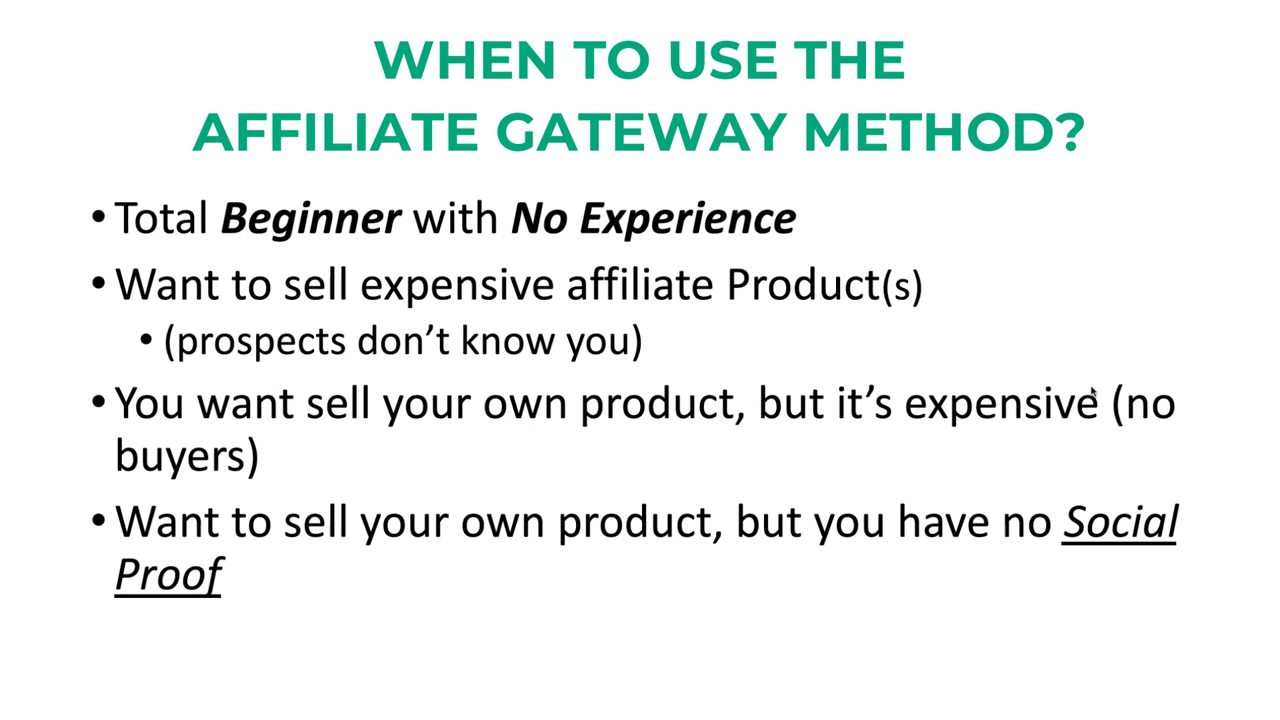 WHEN TO USE THE
AFFILIATE GATEWAY METHOD?
• Total Beginner with No Experience
• Want to sell expensive affiliate Product(s)
• (prospects don’t know you)
• You want sell your own product, but it’s expensive (no
buyers)
• Want to sell your own product, but you have no Social
Proof